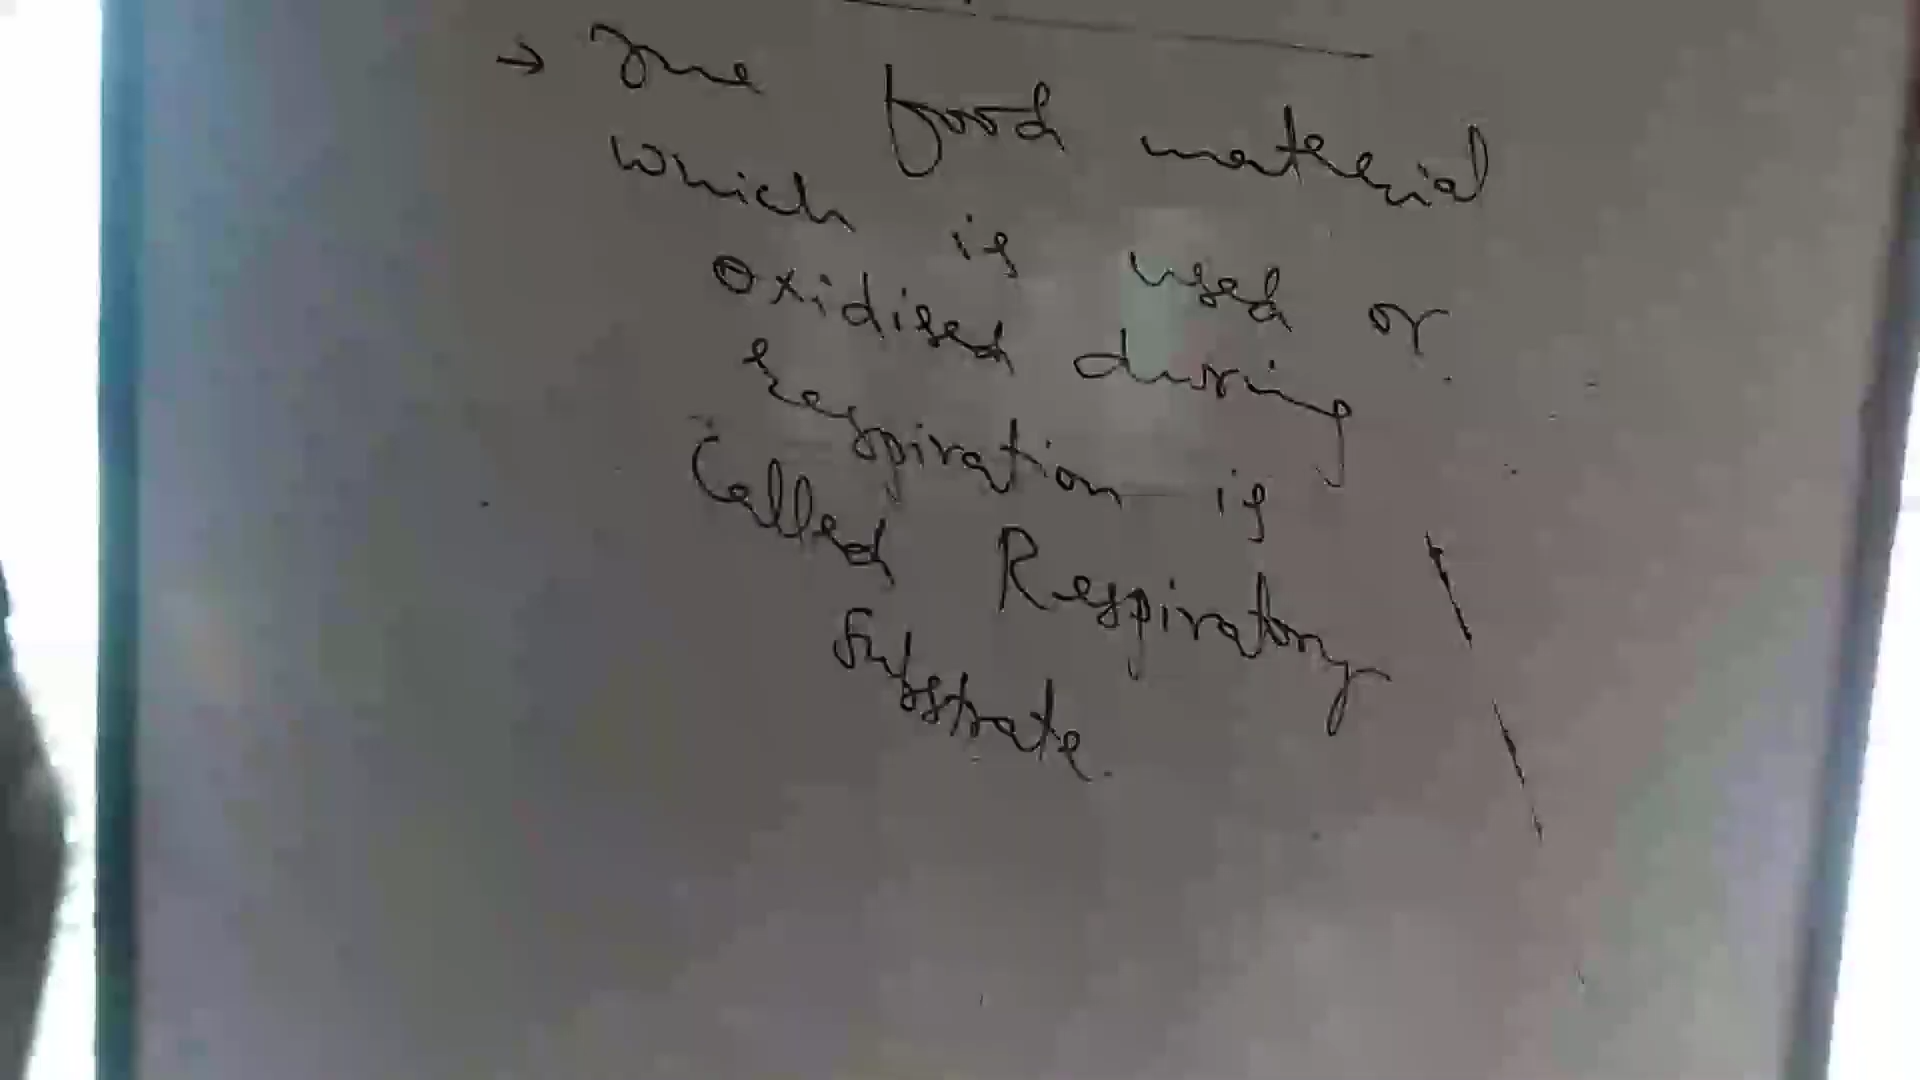 → The food material
which is used or
oxidised during
respiration is
called Respiratory
Substrate.